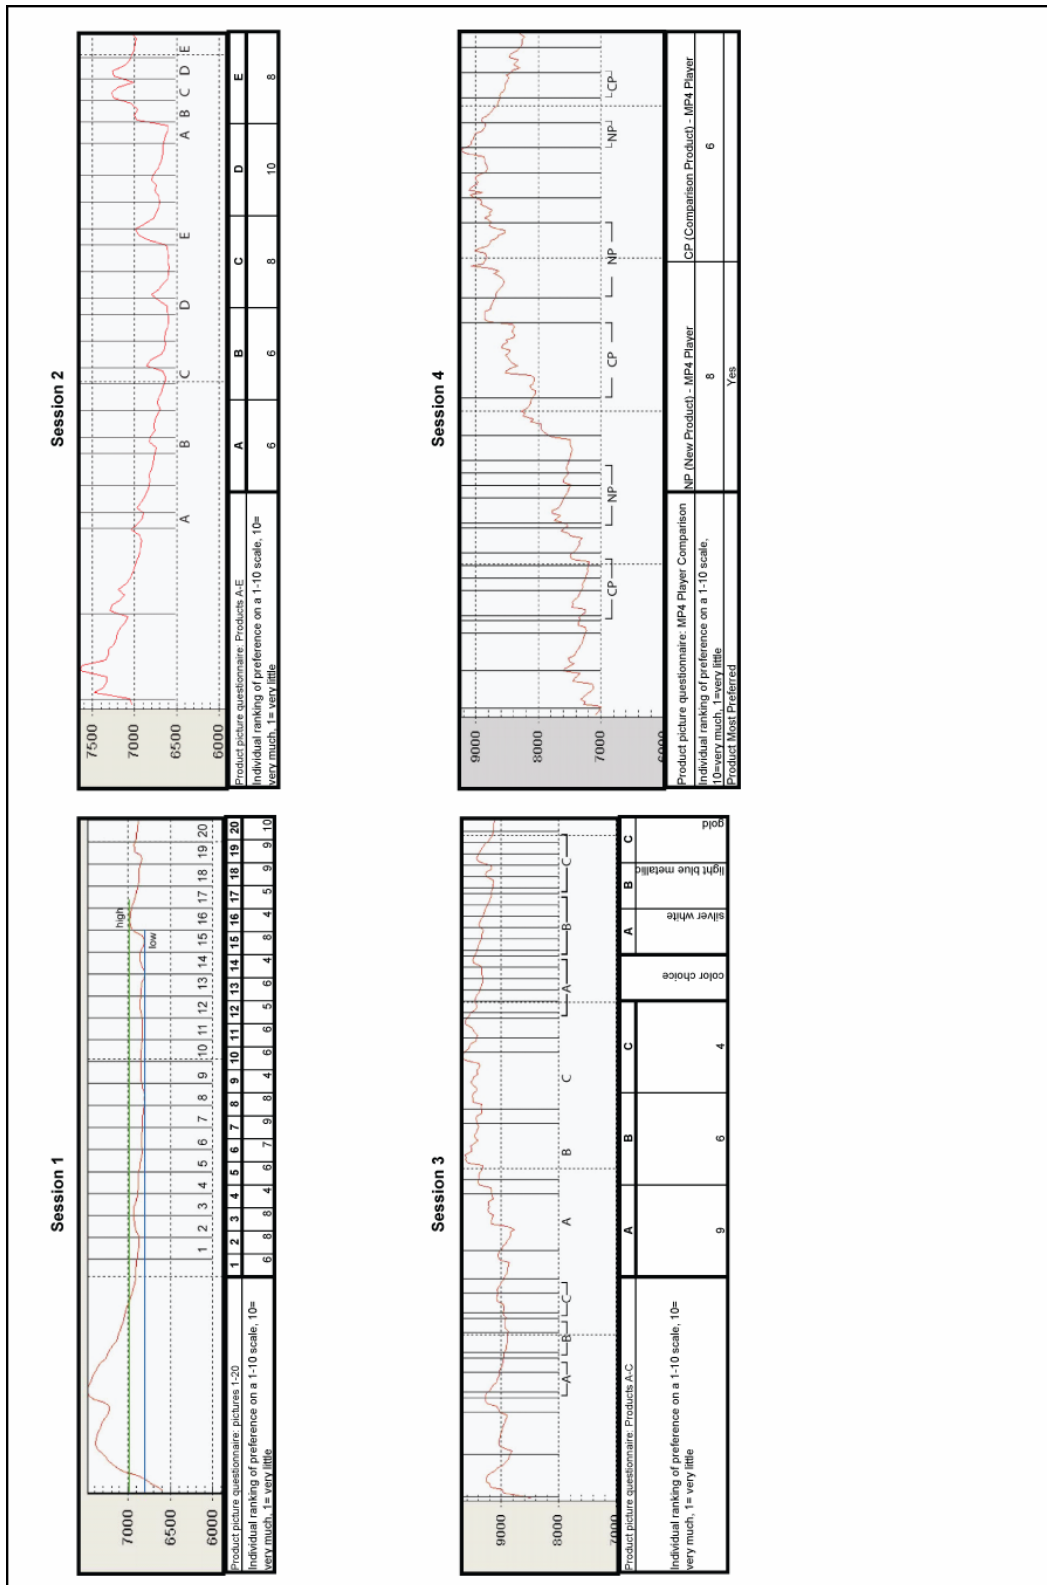 Session 1
7000
6500
6000
high
low
1 2 3 4 5 6 7 8 9 10 11 12 13 14 15 16 17 18 19 20
Product picture questionnaire: pictures 1-20
1 2 3 4 5 6 7 8 9 10 11 12 13 14 15 16 17 18 19 20
Individual ranking of preference on a 1-10 scale, 10=
very much, 1= very little
6 8 8 4 6 7 9 8 4 6 6 5 6 4 8 4 5 9 9 10
Session 2
7500
7000
6500
6000
A B C D E A B C D E
Product picture questionnaire: Products A-E
A B C D E
Individual ranking of preference on a 1-10 scale, 10=
very much, 1= very little
6 6 8 10 8
Session 3
9000
8000
7000
A B C A B C A B C
Product picture questionnaire: Products A-C
A B C
Individual ranking of preference on a 1-10 scale, 10=
very much, 1= very little
9 6 4
color choice
A B C
silver white
light blue metallic
gold
Session 4
9000
8000
7000
6000
CP NP CP NP NP CP
Product picture questionnaire: MP4 Player Comparison
NP (New Product) - MP4 Player
CP (Comparison Product) - MP4 Player
Individual ranking of preference on a 1-10 scale,
10=very much, 1=very little
8 6
Product Most Preferred
Yes